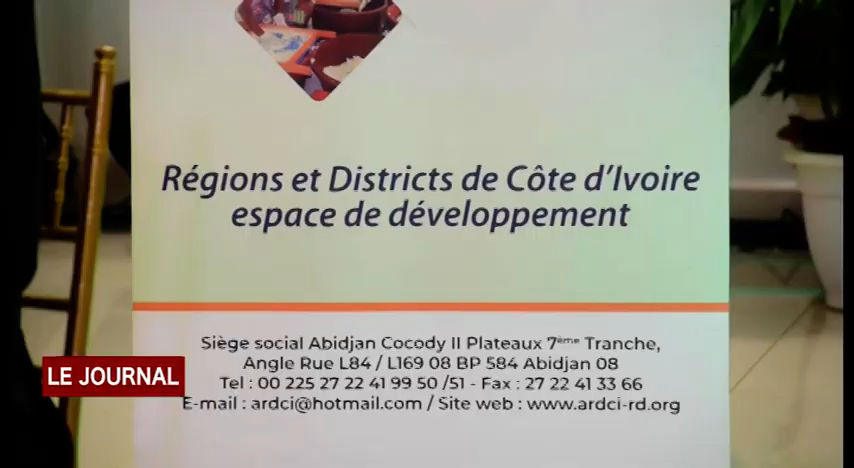 Régions et Districts de Côte d'Ivoire
espace de développement
Siège social Abidjan Cocody II Plateaux 7ème Tranche,
Angle Rue L84 / L169 08 BP 584 Abidjan 08
Tel : 00 225 27 22 41 99 50 /51 - Fax : 27 22 41 33 66
E-mail : ardci@hotmail.com / Site web : www.ardci-rd.org
LE JOURNAL